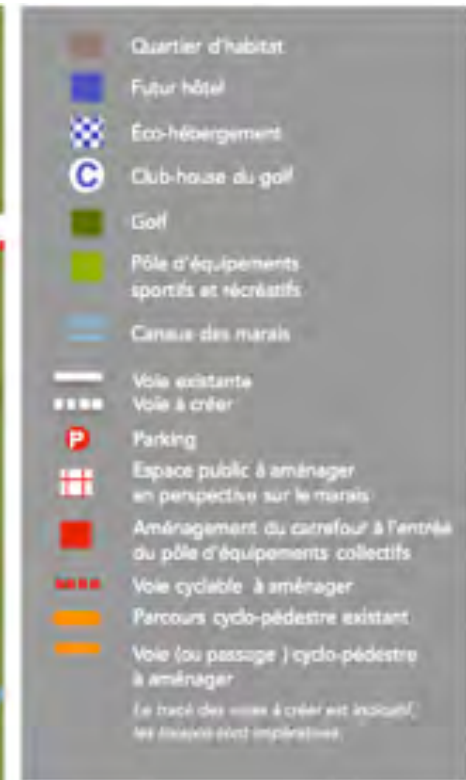 Quartier d'habitat
Futur hôtel
Éco-hébergement
C
Club-house du golf
Golf
Pôle d'équipements
sportifs et récréatifs
Canaux des marais
Voie existante
Voie à créer
P
Parking
Espace public à aménager
en perspective sur le marais
Aménagement du carrefour à l'entrée
du pôle d'équipements collectifs
Voie cyclable à aménager
Parcours cyclo-pédestre existant
Voie (ou passage ) cyclo-pédestre
à aménager
Le tracé des voies à créer est indicatif,
les liaisons sont impératives.